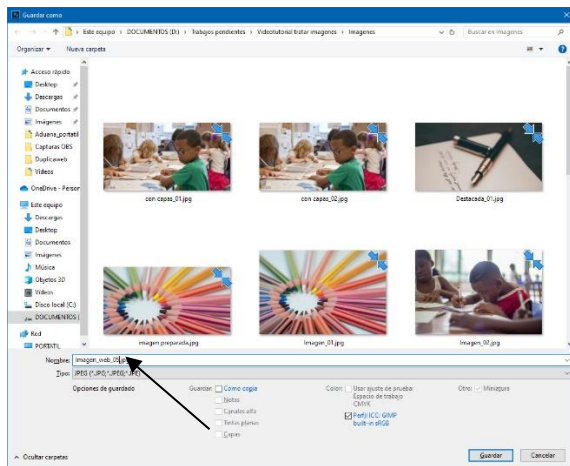 Guardar como
Este equipo › DOCUMENTOS (D:) › Trabajos pendientes › Videotutorial tratar imagenes › Imagenes
Buscar en Imagenes
Organizar
Nueva carpeta
Acceso rápido
Desktop
Descargas
Documentos
Imágenes
Aduana_portatil
Capturas OBS
Duplicaweb
Videos
OneDrive - Person
Este equipo
Descargas
Desktop
Documentos
Imágenes
Música
Objetos 3D
Vídeos
Disco local (C:)
DOCUMENTOS (
Red
PORTATIL
con capas_01.jpg
con capas_02.jpg
Destacada_01.jpg
imagen preparada.jpg
Imagen_01.jpg
Imagen_02.jpg
Nombre: Imagen_web_05.jp
Tipo: JPEG (*.JPG;*.JPEG;*.JPE)
Opciones de guardado
Guardar:
Como copia
Notas
Canales alfa
Tintas planas
Capas
Color:
Usar ajuste de prueba:
Espacio de trabajo
CMYK
Perfil ICC: GIMP
built-in sRGB
Otro:
Miniatura
Ocultar carpetas
Guardar
Cancelar